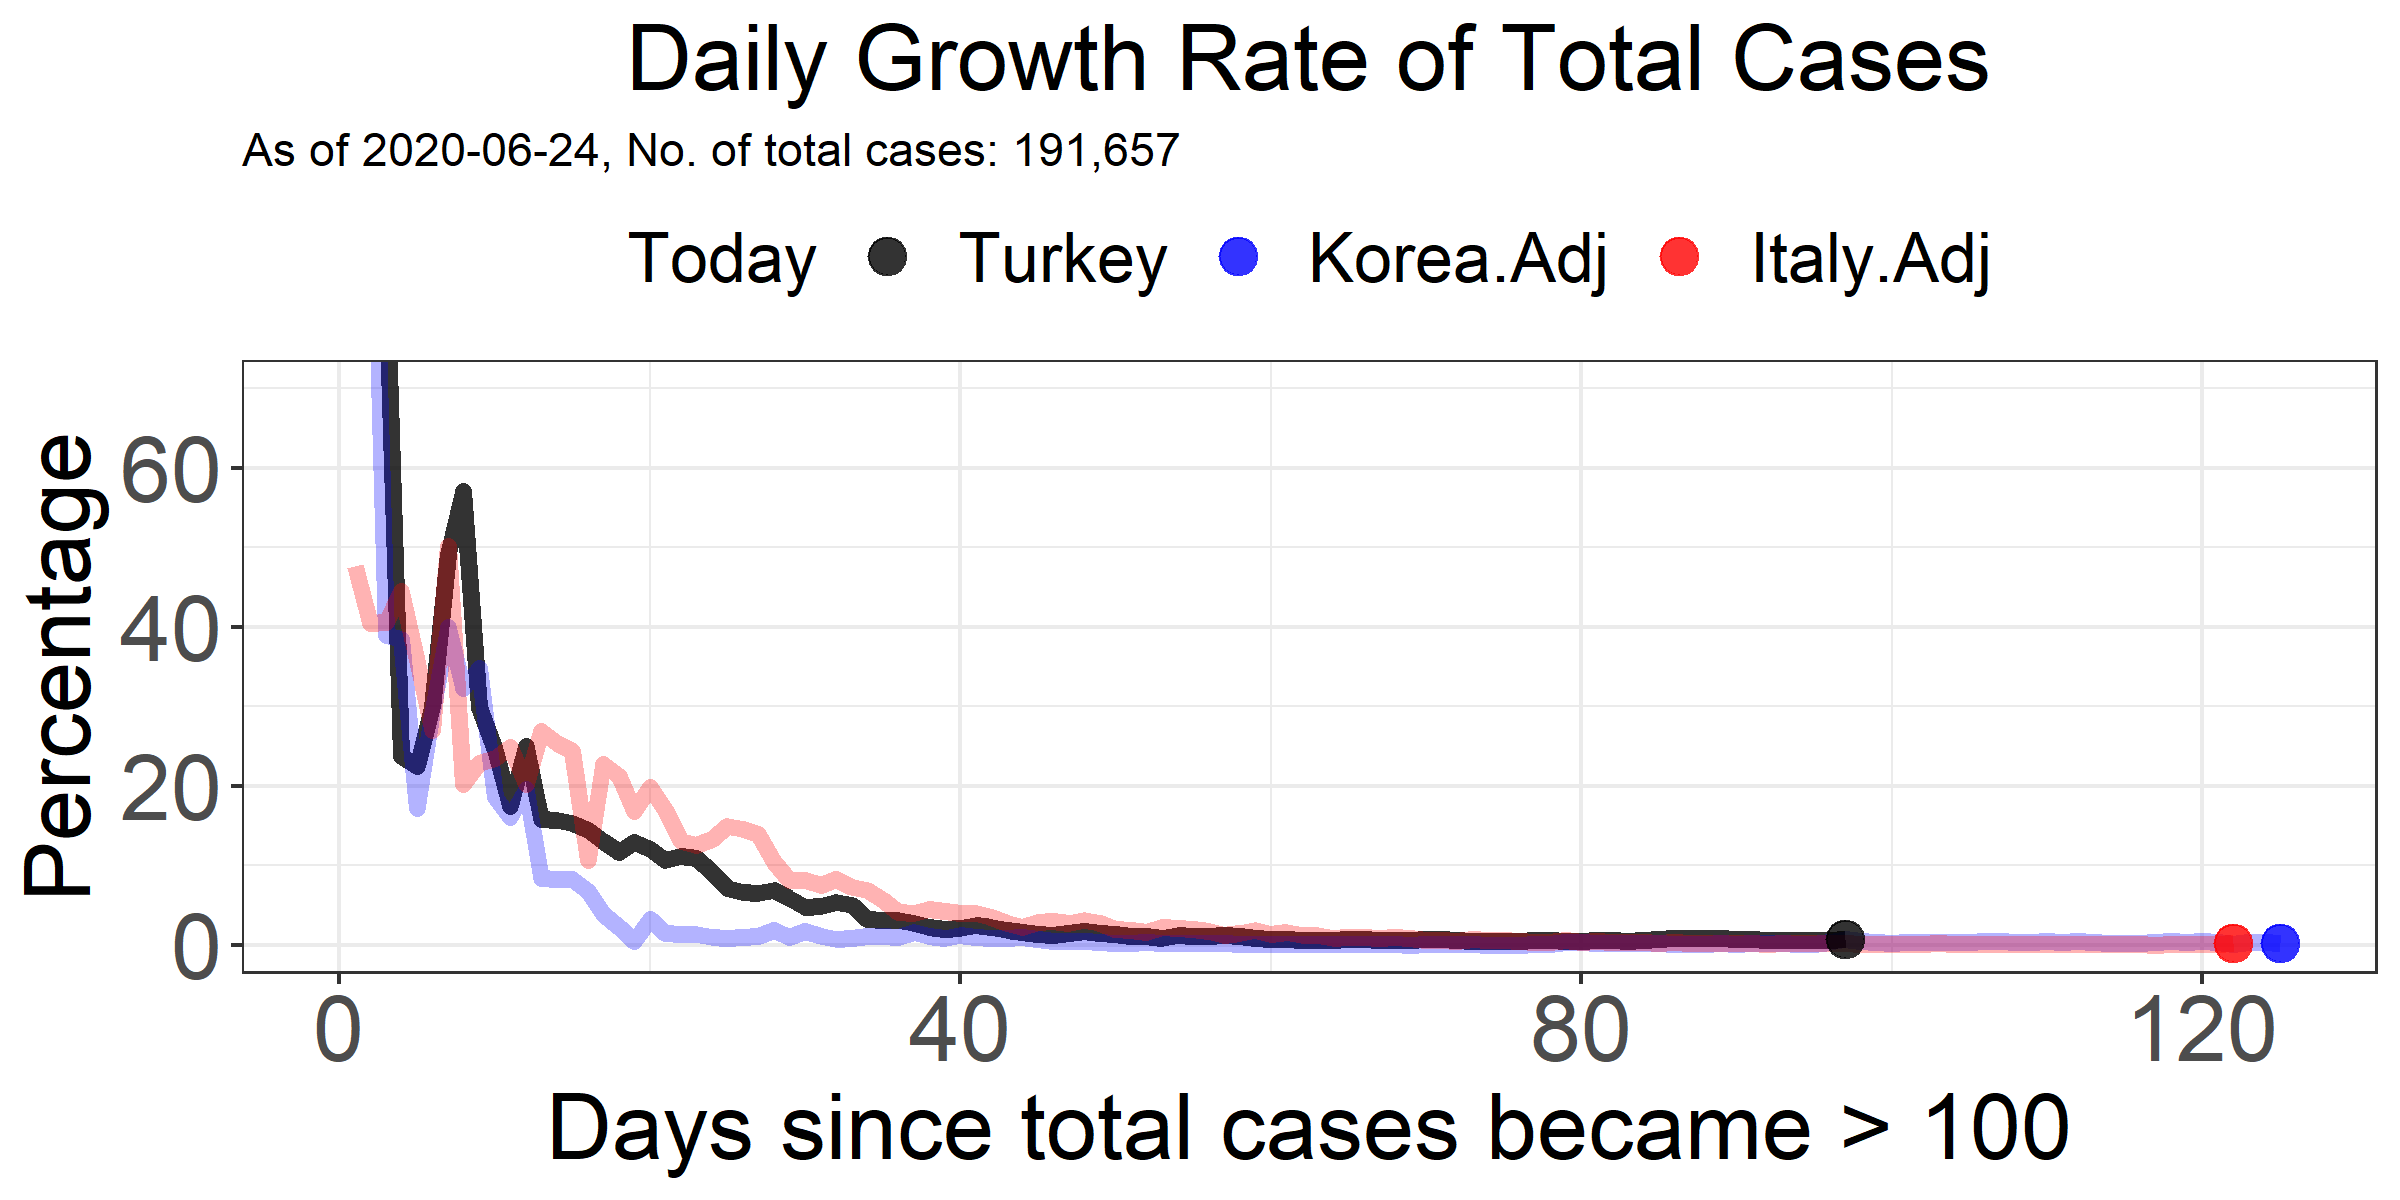 Daily Growth Rate of Total Cases
As of 2020-06-24, No. of total cases: 191,657
Today Turkey Korea.Adj Italy.Adj
Percentage
60
40
20
0
0 40 80 120
Days since total cases became > 100